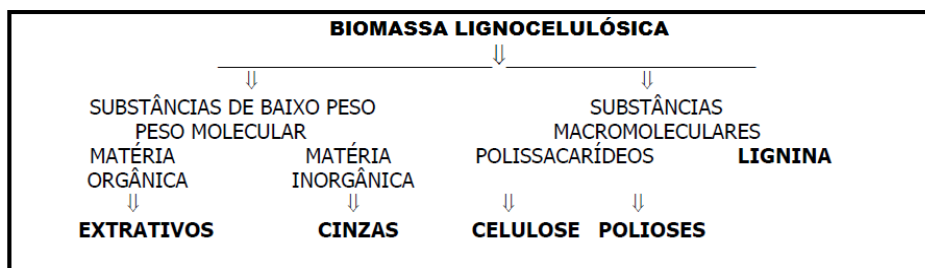 BIOMASSA LIGNOCELULÓSICA
SUBSTÂNCIAS DE BAIXO PESO
PESO MOLECULAR
SUBSTÂNCIAS
MACROMOLECULARES
MATÉRIA
ORGÂNICA
MATÉRIA
INORGÂNICA
POLISSACARÍDEOS
LIGNINA
EXTRATIVOS
CINZAS
CELULOSE
POLIOSES